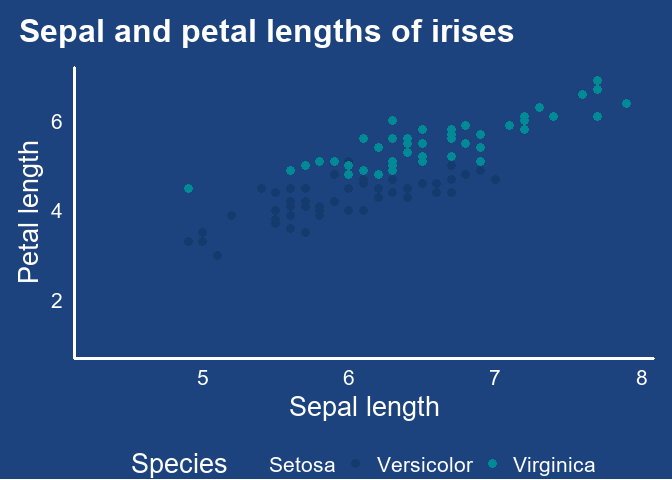 Sepal and petal lengths of irises
6
4
2
Petal length
5 6 7 8
Sepal length
Species Setosa Versicolor Virginica